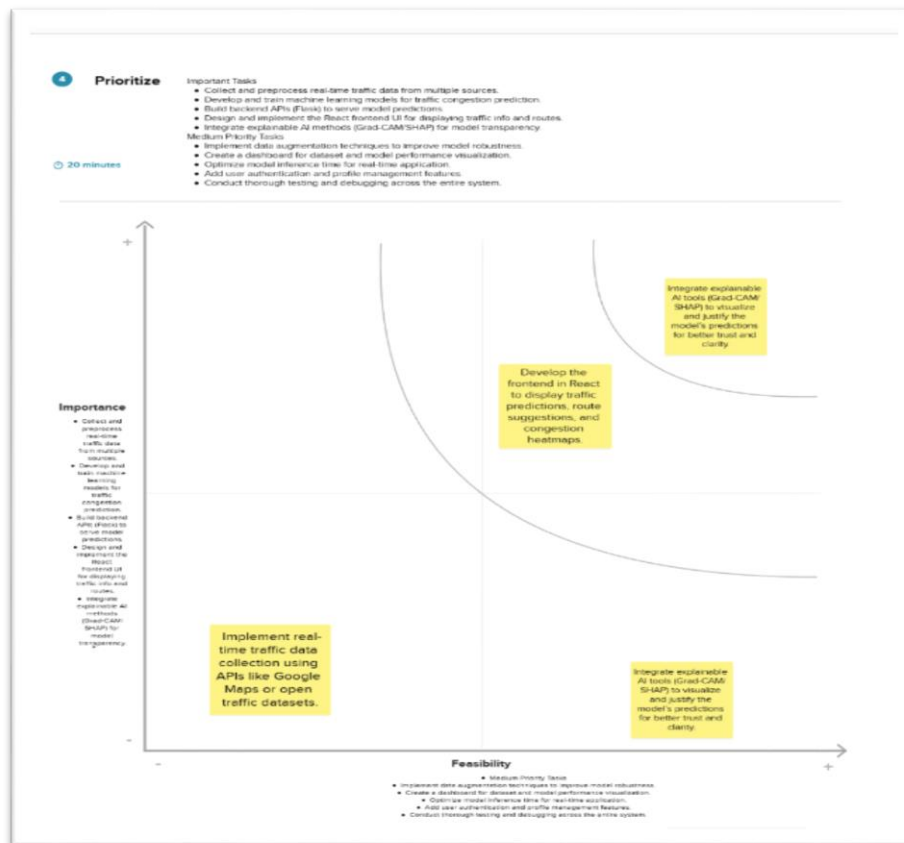 4 Prioritize
Important Tasks
• Collect and preprocess real-time traffic data from multiple sources.
• Develop and train machine learning models for traffic congestion prediction.
• Build backend APIs (Flask) to serve model predictions.
• Design and implement the React frontend UI for displaying traffic info and routes.
• Integrate explainable AI methods (Grad-CAM/SHAP) for model transparency
Medium Priority Tasks
• Implement data augmentation techniques to improve model robustness.
• Create a dashboard for dataset and model performance visualization.
• Optimize model inference time for real-time application.
• Add user authentication and profile management features.
• Conduct thorough testing and debugging across the entire system.
20 minutes
+
Integrate explainable
AI tools (Grad-CAM/
SHAP) to visualize
and justify the
model's predictions
for better trust and
clarity.
Develop the
frontend in React
to display traffic
predictions, route
suggestions, and
congestion
heatmaps.
Importance
• Collect and
preprocess
real-time
traffic data
from multiple
sources.
• Develop and
train machine
learning
models for
traffic
congestion
prediction.
• Build backend
APIs (Flask) to
serve model
predictions
• Design and
implement the
React
frontend UI
for displaying
traffic info and
routes.
• Integrate
explainable AI
methods
(Grad-CAM/
SHAP) for
model
transparency
Implement real-
time traffic data
collection using
APIs like Google
Maps or open
traffic datasets.
Integrate explainable
AI tools (Grad-CAM/
SHAP) to visualize
and justify the
model's predictions
for better trust and
clarity.
-
-
Feasibility
+
• Medium Priority Tasks
• Implement data augmentation techniques to improve model robustness.
• Create a dashboard for dataset and model performance visualization
• Optimize model inference time for real-time application.
• Add user authentication and profile management features.
• Conduct thorough testing and debugging across the entire system